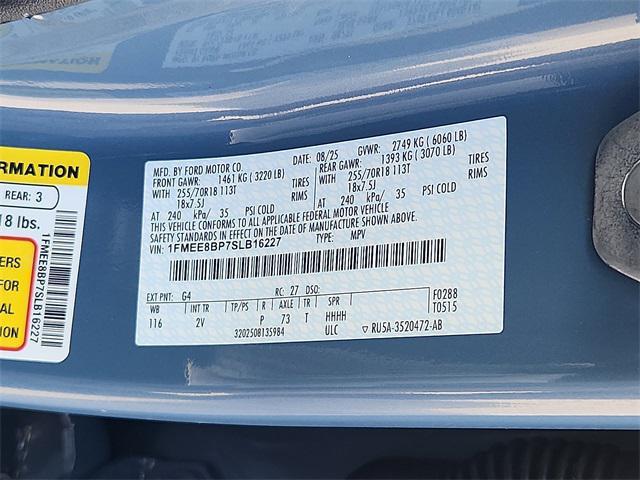 ORMATION
REAR: 3
18 lbs.
ERS
FOR
TAL
ON
1FMEE8BP7SLB16227
MFD. BY FORD MOTOR CO.
DATE: 08/25 GVWR: 2749 KG (6060 LB)
FRONT GAWR: 1461 KG (3220 LB) REAR GAWR: 1393 KG (3070 LB)
WITH 255/70R18 113T TIRES WITH 255/70R18 113T TIRES
18x7.5J RIMS 18x7.5J RIMS
AT 240 kPa/ 35 PSI COLD AT 240 kPa/ 35 PSI COLD
THIS VEHICLE CONFORMS TO ALL APPLICABLE FEDERAL MOTOR VEHICLE
SAFETY STANDARDS IN EFFECT ON THE DATE OF MANUFACTURE SHOWN ABOVE.
VIN: 1FMEE8BP7SLB16227 TYPE: MPV
EXT PNT: G4 RC: 27 DSO: F0288
WB INT TR TP/PS R AXLE TR SPR T0515
116 2V P 73 T HHHH
3202508135984 ULC ▽ RU5A-3520472-AB